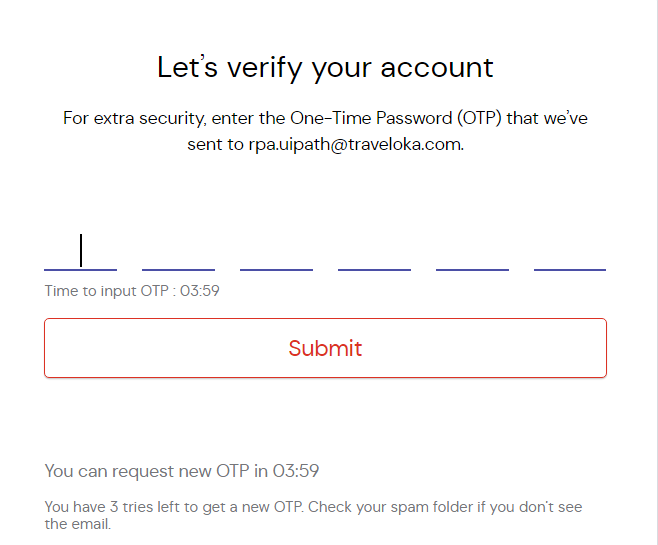 Let’s verify your account
For extra security, enter the One-Time Password (OTP) that we’ve
sent to rpa.uipath@traveloka.com.
Time to input OTP : 03:59
Submit
You can request new OTP in 03:59
You have 3 tries left to get a new OTP. Check your spam folder if you don't see
the email.